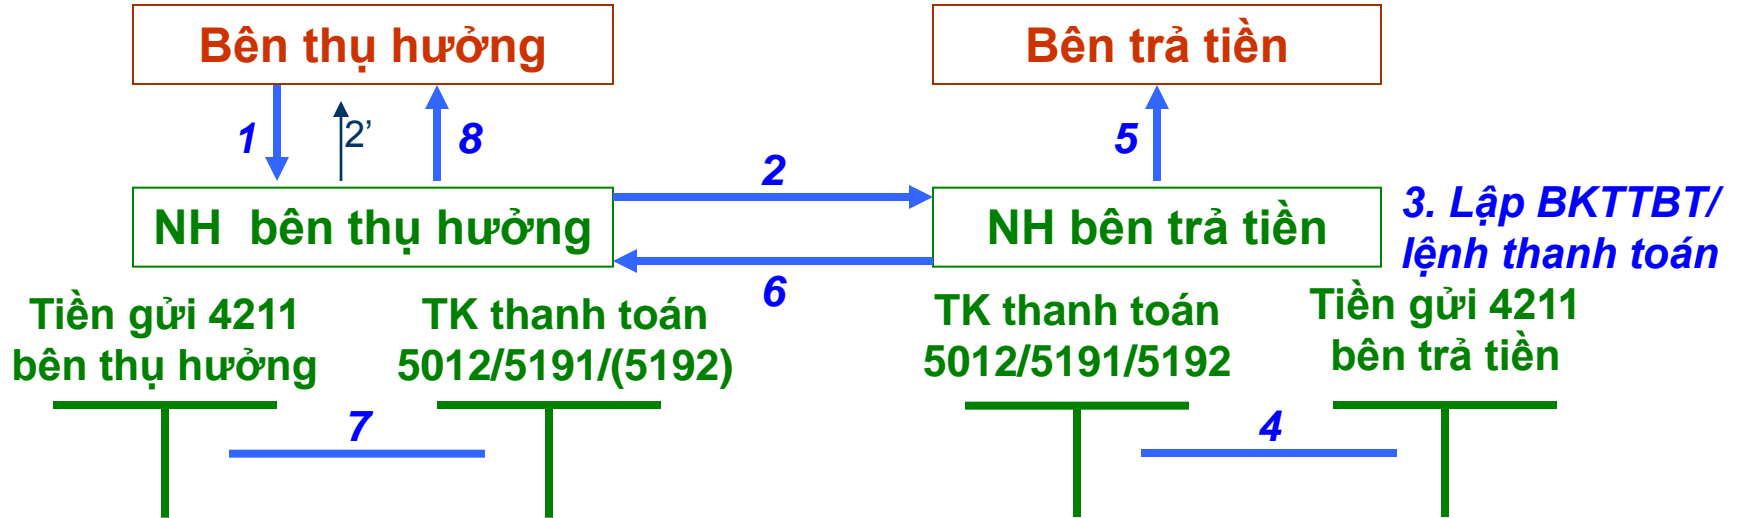 Bên thụ hưởng
Bên trả tiền
1
2’
8
5
2
NH bên thụ hưởng
NH bên trả tiền
3. Lập BKTTBT/
lệnh thanh toán
6
Tiền gửi 4211
bên thụ hưởng
TK thanh toán
5012/5191/(5192)
TK thanh toán
5012/5191/5192
Tiền gửi 4211
bên trả tiền
7
4